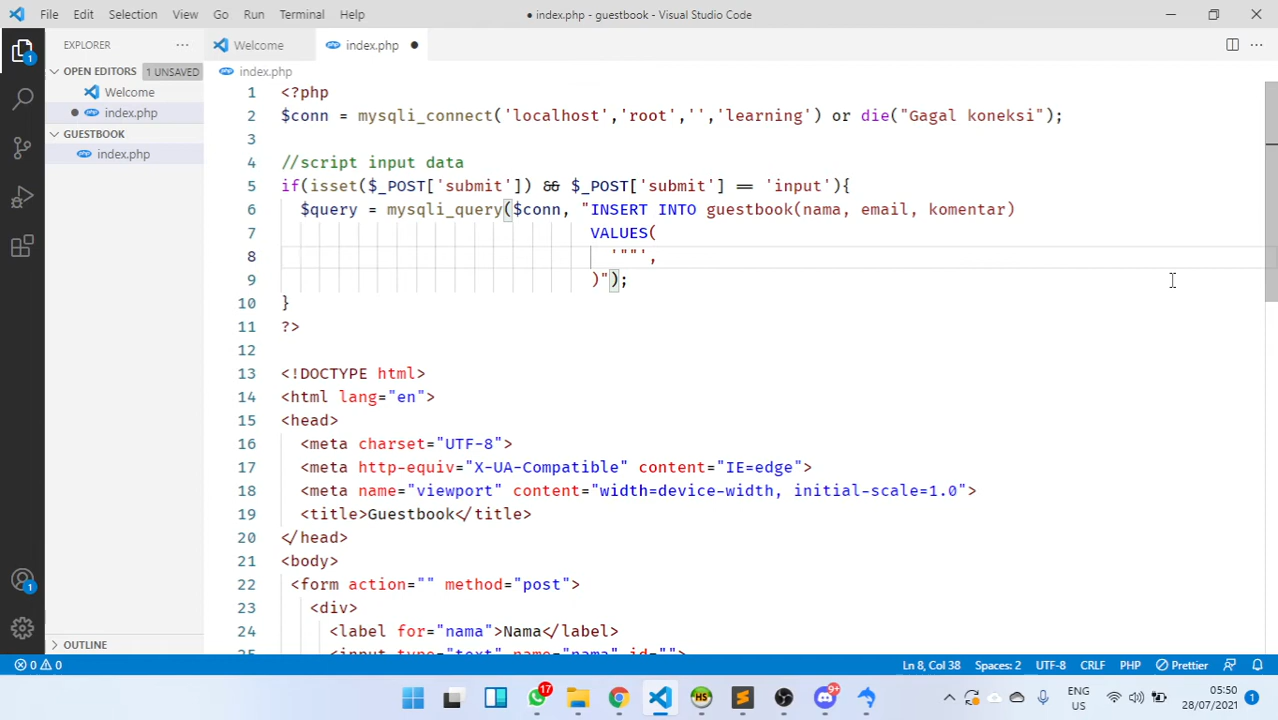 File Edit Selection View Go Run Terminal Help
● index.php - guestbook - Visual Studio Code
EXPLORER
Welcome
index.php
OPEN EDITORS 1 UNSAVED
Welcome
index.php
GUESTBOOK
index.php
OUTLINE
index.php
1 <?php
2 $conn = mysqli_connect('localhost','root','','learning') or die("Gagal koneksi");
3
4 //script input data
5 if(isset($_POST['submit']) && $_POST['submit'] == 'input'){
6 $query = mysqli_query($conn, "INSERT INTO guestbook(nama, email, komentar)
7 VALUES(
8 '""',
9 )");
10 }
11 ?>
12
13 <!DOCTYPE html>
14 <html lang="en">
15 <head>
16 <meta charset="UTF-8">
17 <meta http-equiv="X-UA-Compatible" content="IE=edge">
18 <meta name="viewport" content="width=device-width, initial-scale=1.0">
19 <title>Guestbook</title>
20 </head>
21 <body>
22 <form action="" method="post">
23 <div>
24 <label for="nama">Nama</label>
25 <input type="text" name="nama" id="">
0 0
Ln 8, Col 38 Spaces: 2 UTF-8 CRLF PHP Prettier
1
1
17
9+
ENG
US
05:50
28/07/2021
1